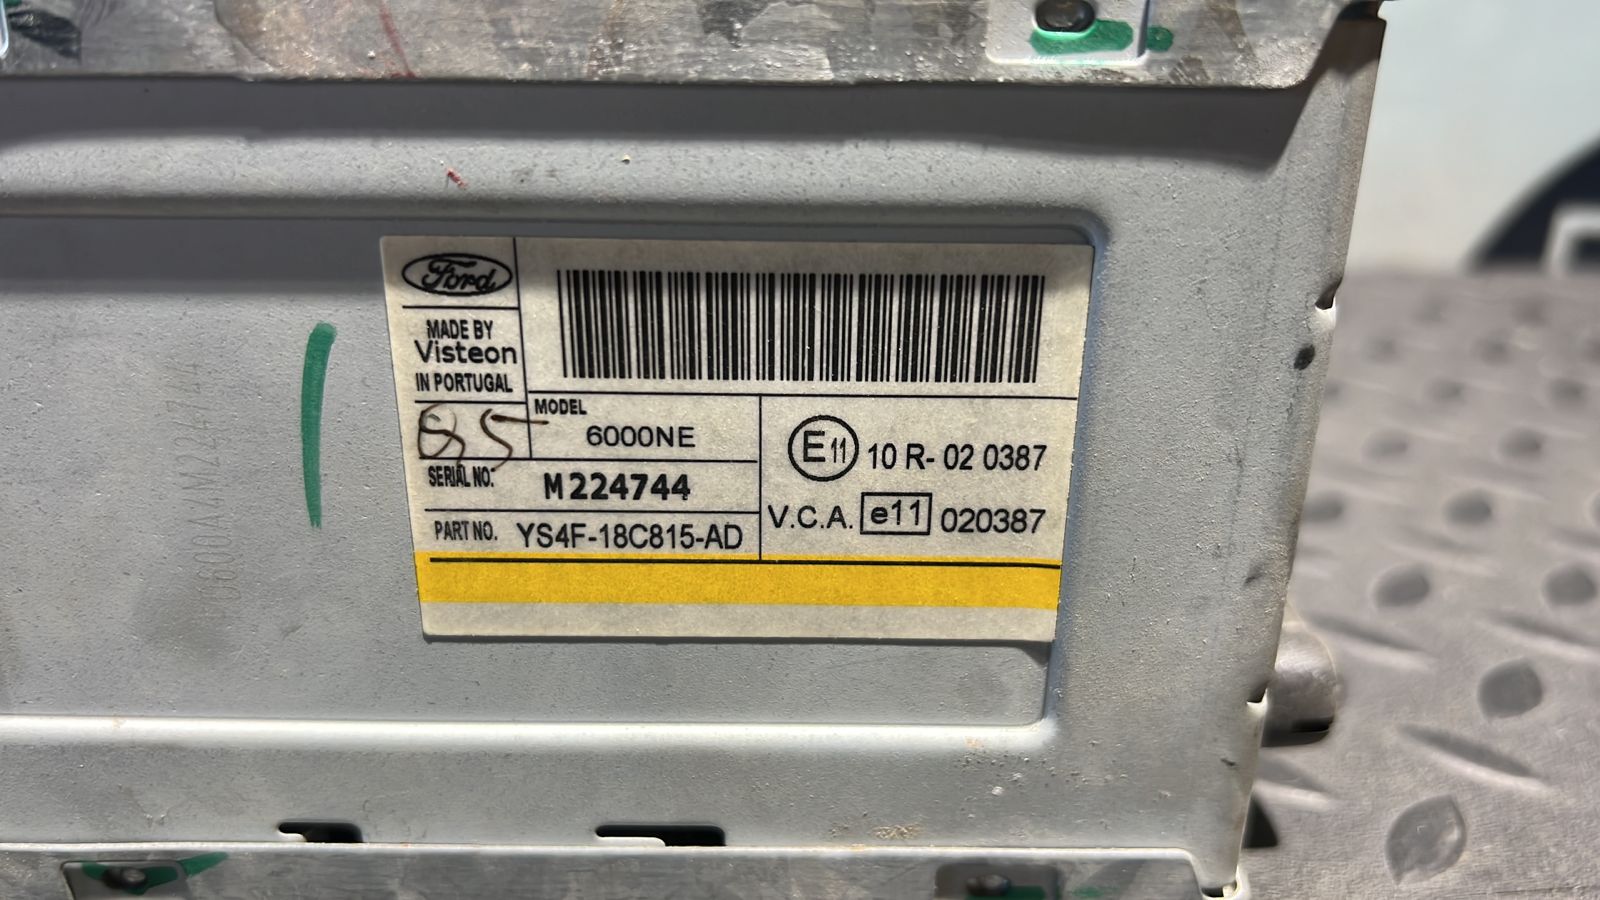 Ford
MADE BY
Visteon
IN PORTUGAL
MODEL
6000NE
SERIAL NO:
M224744
PART NO. YS4F-18C815-AD
E11 10 R- 02 0387
V.C.A. e11 020387